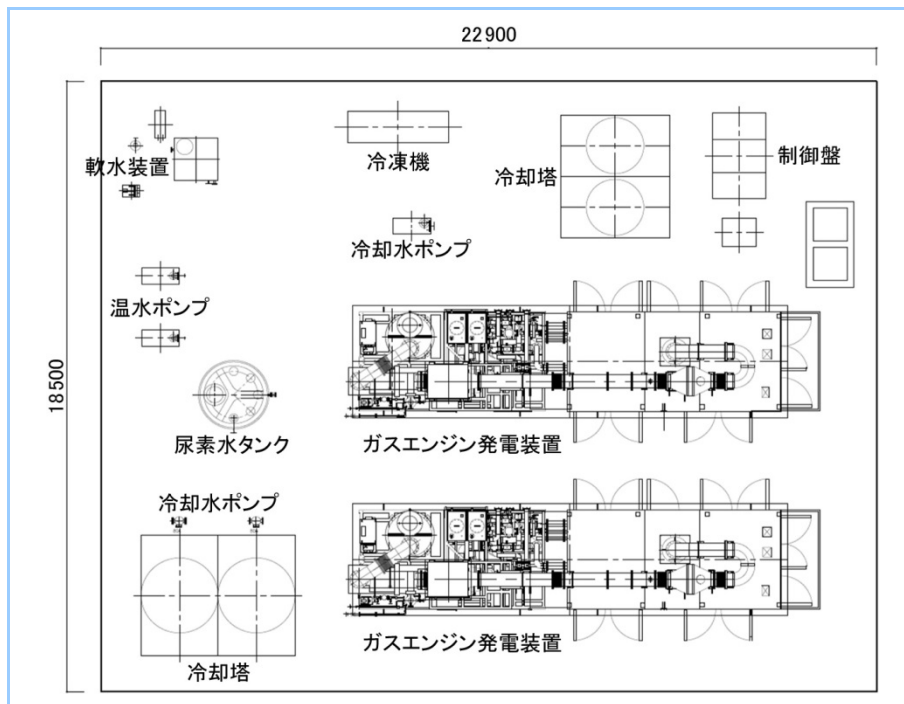 22900
18500
軟水装置
冷凍機
冷却塔
制御盤
冷却水ポンプ
温水ポンプ
尿素水タンク
ガスエンジン発電装置
冷却水ポンプ
ガスエンジン発電装置
冷却塔